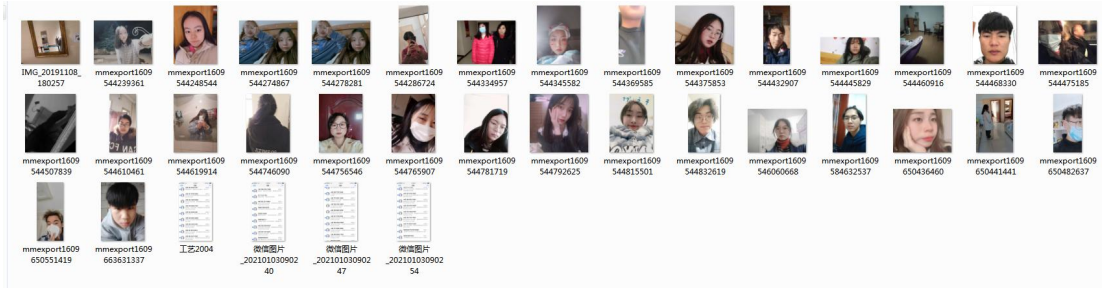 IMG_20191108_
180257
mmexport1609
544239361
mmexport1609
544248544
mmexport1609
544274867
mmexport1609
544278281
mmexport1609
544286724
mmexport1609
544334957
mmexport1609
544345582
mmexport1609
544369585
mmexport1609
544375853
mmexport1609
544432907
mmexport1609
544445829
mmexport1609
544460916
mmexport1609
544468330
mmexport1609
544475185
mmexport1609
544507839
mmexport1609
544610461
mmexport1609
544619914
mmexport1609
544746090
mmexport1609
544756546
mmexport1609
544765907
mmexport1609
544781719
mmexport1609
544792625
mmexport1609
544815501
mmexport1609
544832619
mmexport1609
546060668
mmexport1609
584632537
mmexport1609
650436460
mmexport1609
650441441
mmexport1609
650482637
mmexport1609
650551419
mmexport1609
663631337
工艺2004
微信图片
_202101030902
40
微信图片
_202101030902
47
微信图片
_202101030902
54